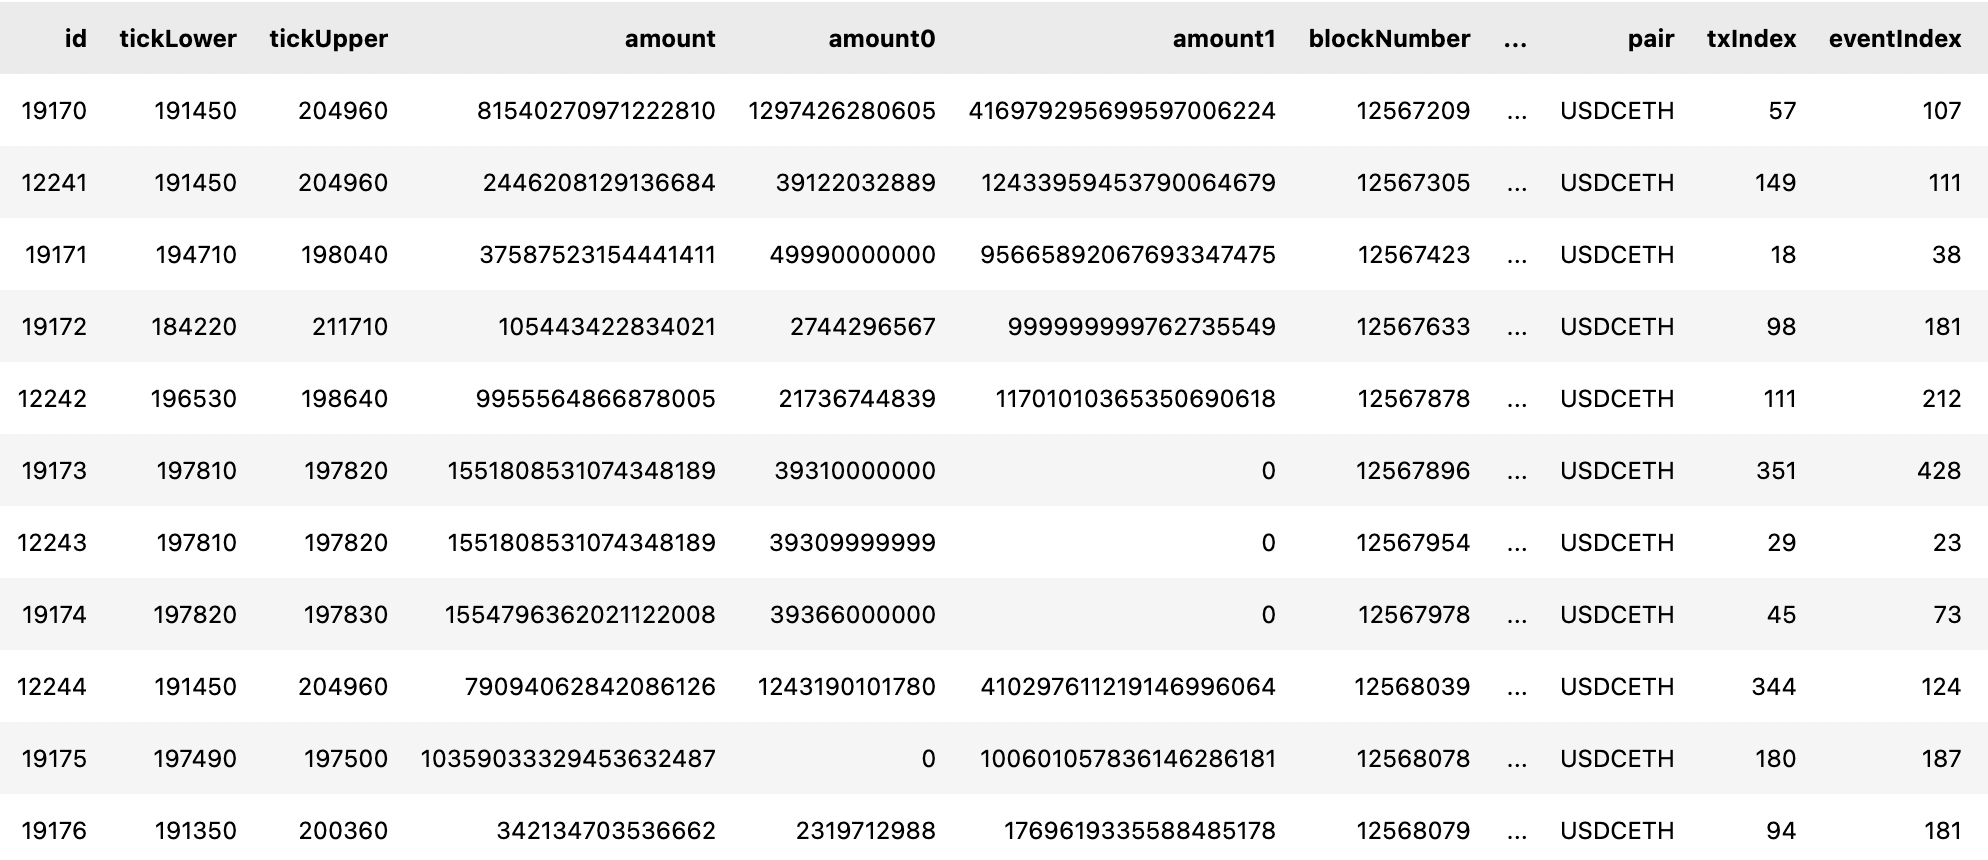 id tickLower tickUpper amount amount0 amount1 blockNumber ... pair txIndex eventIndex
19170 191450 204960 81540270971222810 1297426280605 416979295699597006224 12567209 ... USDCETH 57 107
12241 191450 204960 2446208129136684 39122032889 12433959453790064679 12567305 ... USDCETH 149 111
19171 194710 198040 37587523154441411 49990000000 95665892067693347475 12567423 ... USDCETH 18 38
19172 184220 211710 105443422834021 2744296567 999999999762735549 12567633 ... USDCETH 98 181
12242 196530 198640 9955564866878005 21736744839 11701010365350690618 12567878 ... USDCETH 111 212
19173 197810 197820 1551808531074348189 39310000000 0 12567896 ... USDCETH 351 428
12243 197810 197820 1551808531074348189 39309999999 0 12567954 ... USDCETH 29 23
19174 197820 197830 1554796362021122008 39366000000 0 12567978 ... USDCETH 45 73
12244 191450 204960 79094062842086126 1243190101780 410297611219146996064 12568039 ... USDCETH 344 124
19175 197490 197500 10359033329453632487 0 100601057836146286181 12568078 ... USDCETH 180 187
19176 191350 200360 342134703536662 2319712988 1769619335588485178 12568079 ... USDCETH 94 181